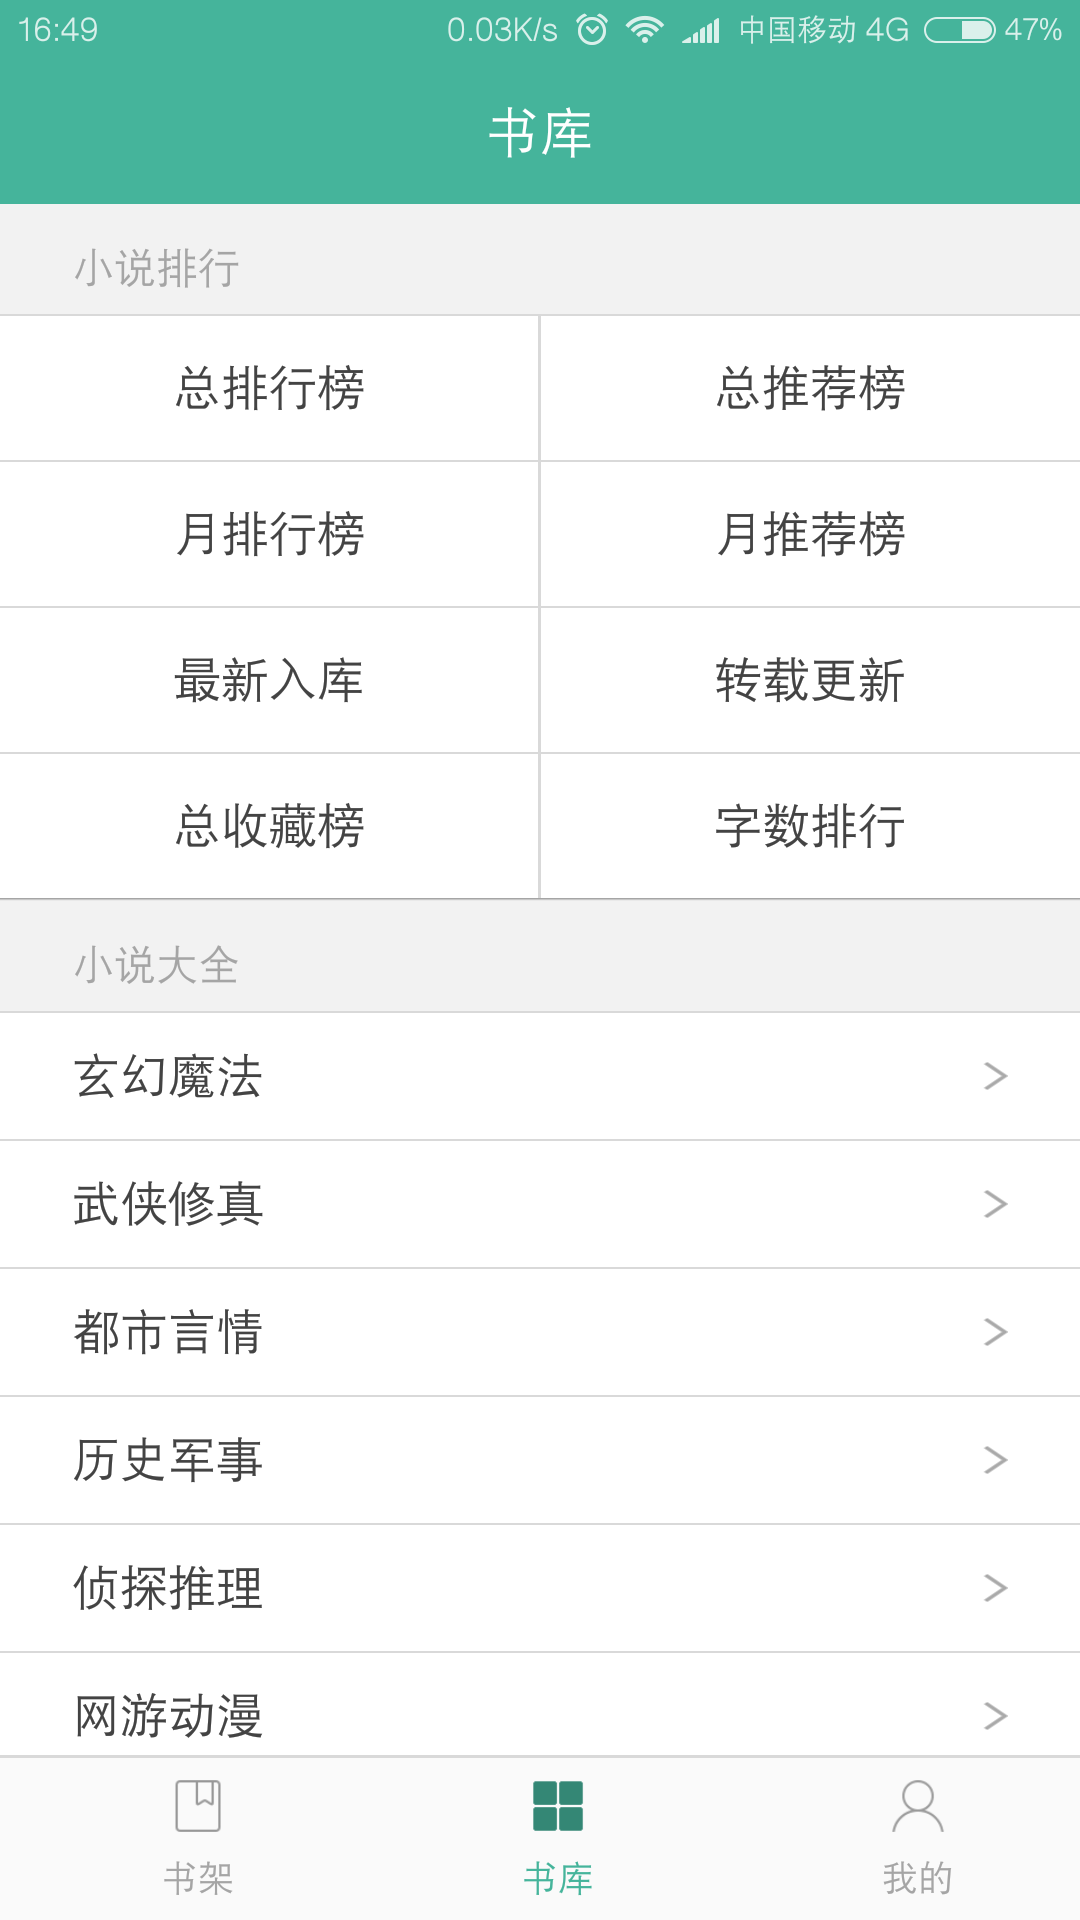 16:49 0.03K/s 中国移动 4G 47%
书库
小说排行
总排行榜 总推荐榜
月排行榜 月推荐榜
最新入库 转载更新
总收藏榜 字数排行
小说大全
玄幻魔法
武侠修真
都市言情
历史军事
侦探推理
网游动漫
书架 书库 我的